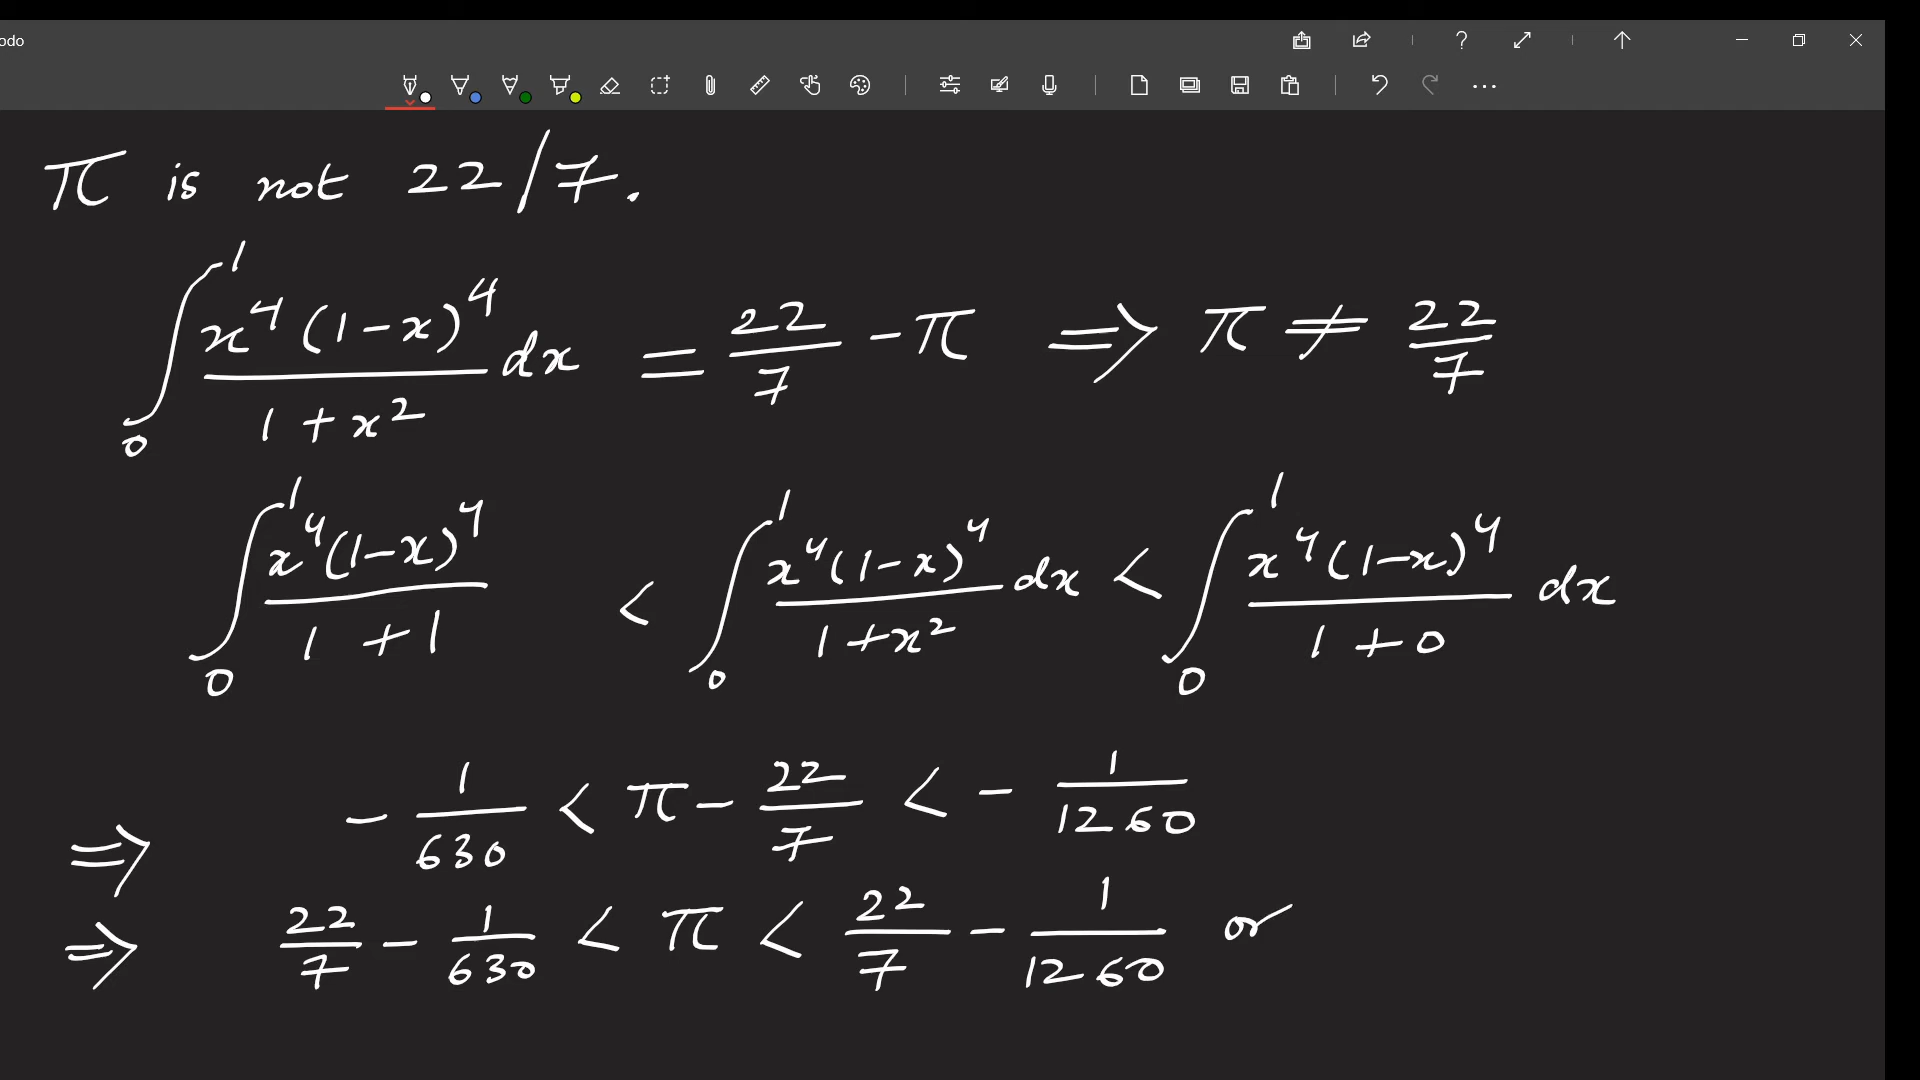 odo
π is not 22/7.
∫₀¹ x⁴(1-x)⁴/(1+x²) dx = 22/7 - π ⇒ π ≠ 22/7
∫₀¹ x⁴(1-x)⁴/(1+1) < ∫₀¹ x⁴(1-x)⁴/(1+x²) dx < ∫₀¹ x⁴(1-x)⁴/(1+0) dx
⇒ -1/630 < π - 22/7 < -1/1260
⇒ 22/7 - 1/630 < π < 22/7 - 1/1260 or